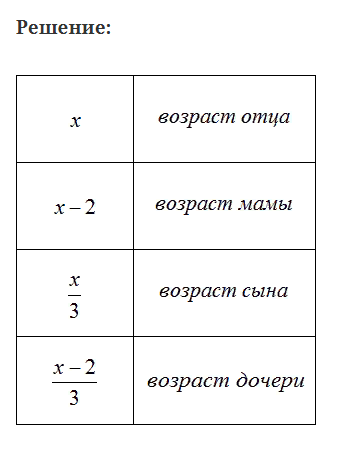 Решение:
x возраст отца
x – 2 возраст мамы
x/3 возраст сына
(x – 2)/3 возраст дочери